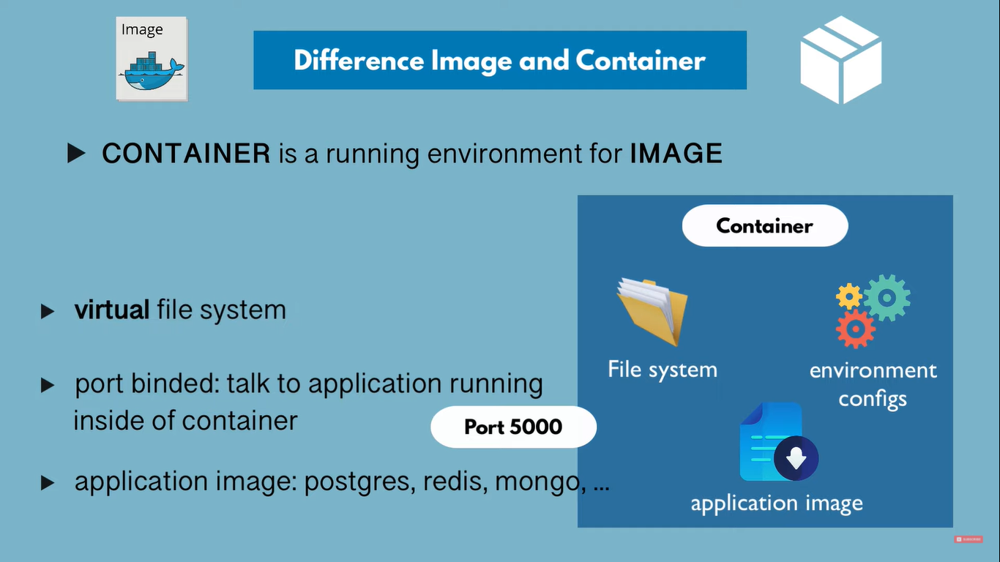 Image
Difference Image and Container
CONTAINER is a running environment for IMAGE
Container
virtual file system
File system
environment
configs
port binded: talk to application running
inside of container
Port 5000
application image: postgres, redis, mongo, ...
application image
SUBSCRIBE